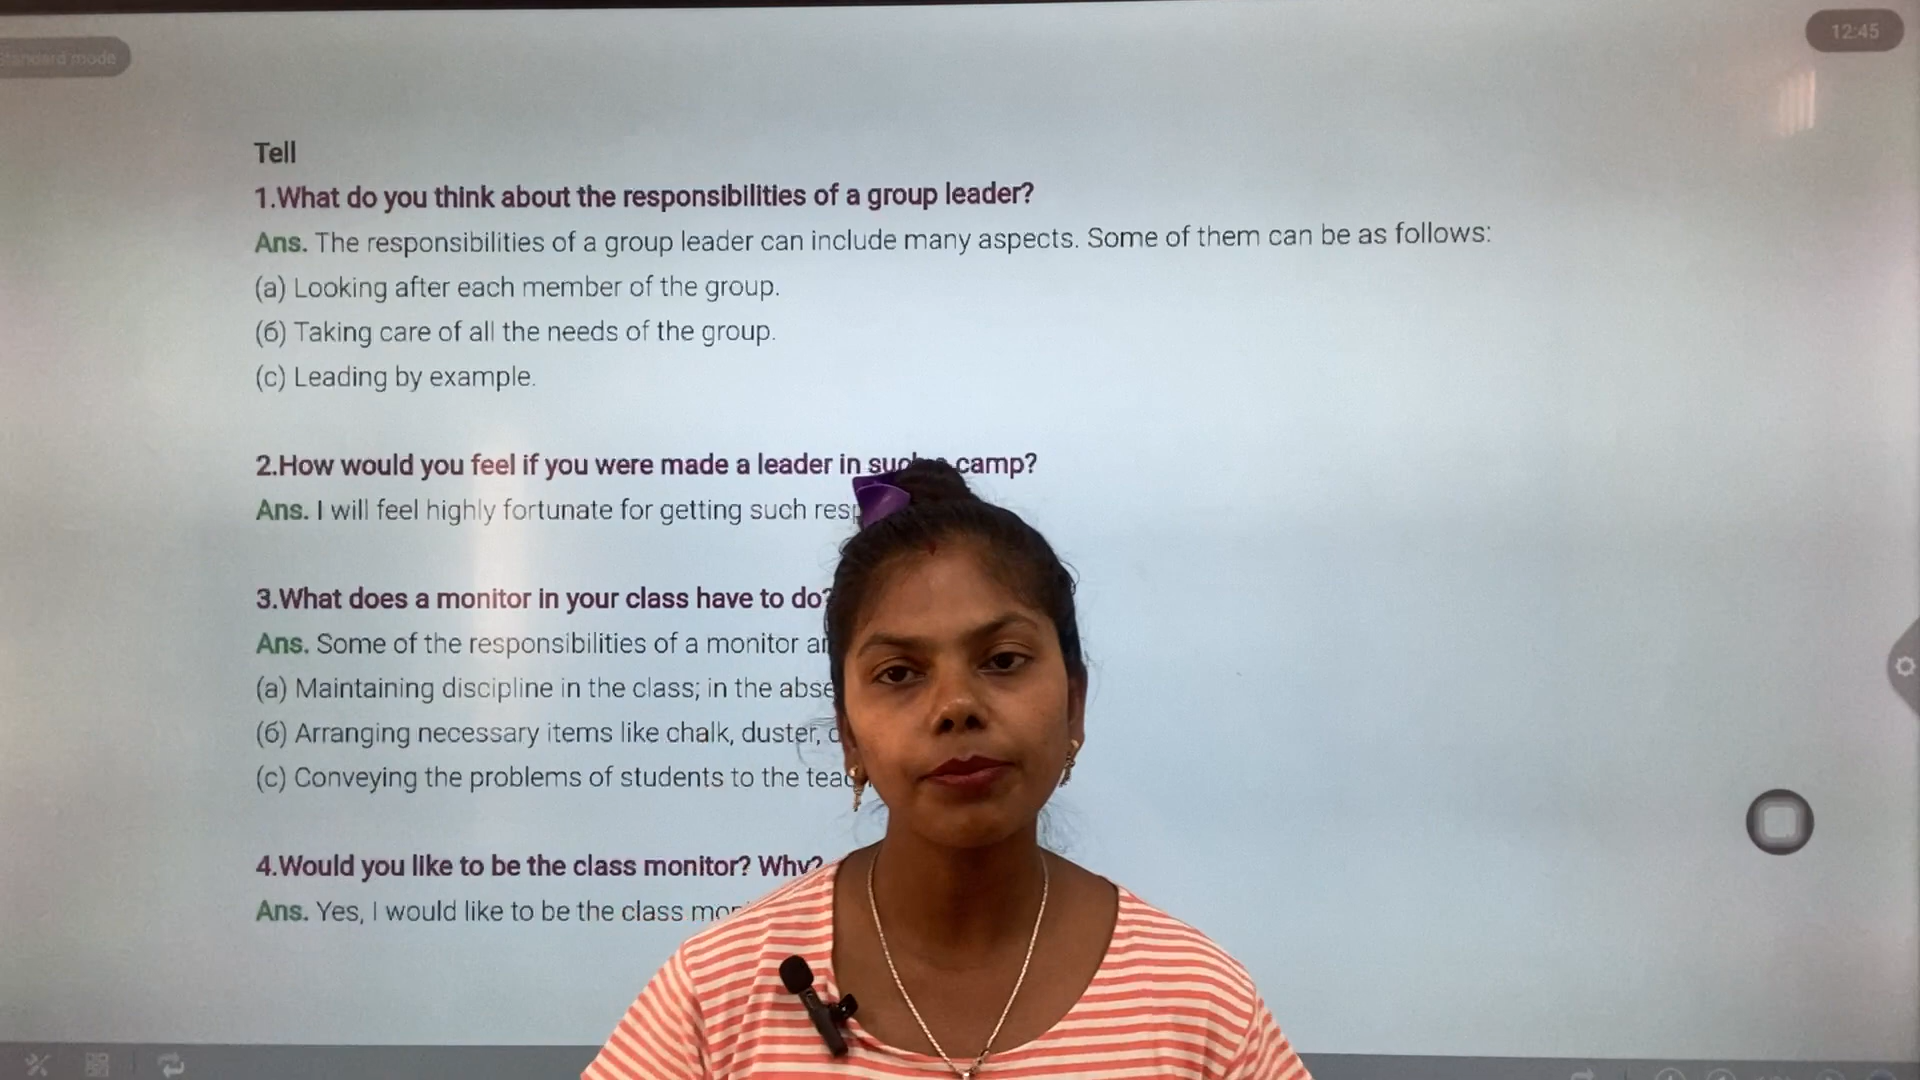 Standard mode
12:45
Tell
1.What do you think about the responsibilities of a group leader?
Ans. The responsibilities of a group leader can include many aspects. Some of them can be as follows:
(a) Looking after each member of the group.
(б) Taking care of all the needs of the group.
(c) Leading by example.
2.How would you feel if you were made a leader in such a camp?
Ans. I will feel highly fortunate for getting such
3.What does a monitor in your class have to do?
Ans. Some of the responsibilities of a monitor
(a) Maintaining discipline in the class; in the
(б) Arranging necessary items like chalk, duster,
(c) Conveying the problems of students to the
4.Would you like to be the class monitor? Why?
Ans. Yes, I would like to be the class